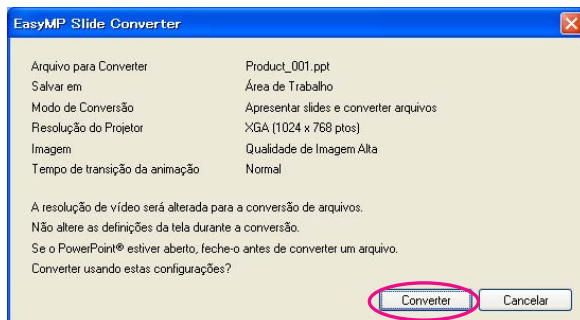 EasyMP Slide Converter
Arquivo para Converter Product_001.ppt
Salvar em Área de Trabalho
Modo de Conversão Apresentar slides e converter arquivos
Resolução do Projetor XGA (1024 x 768 ptos)
Imagem Qualidade de Imagem Alta
Tempo de transição da animação Normal
A resolução de vídeo será alterada para a conversão de arquivos.
Não altere as definições da tela durante a conversão.
Se o PowerPoint® estiver aberto, feche-o antes de converter um arquivo.
Converter usando estas configurações?
Converter Cancelar